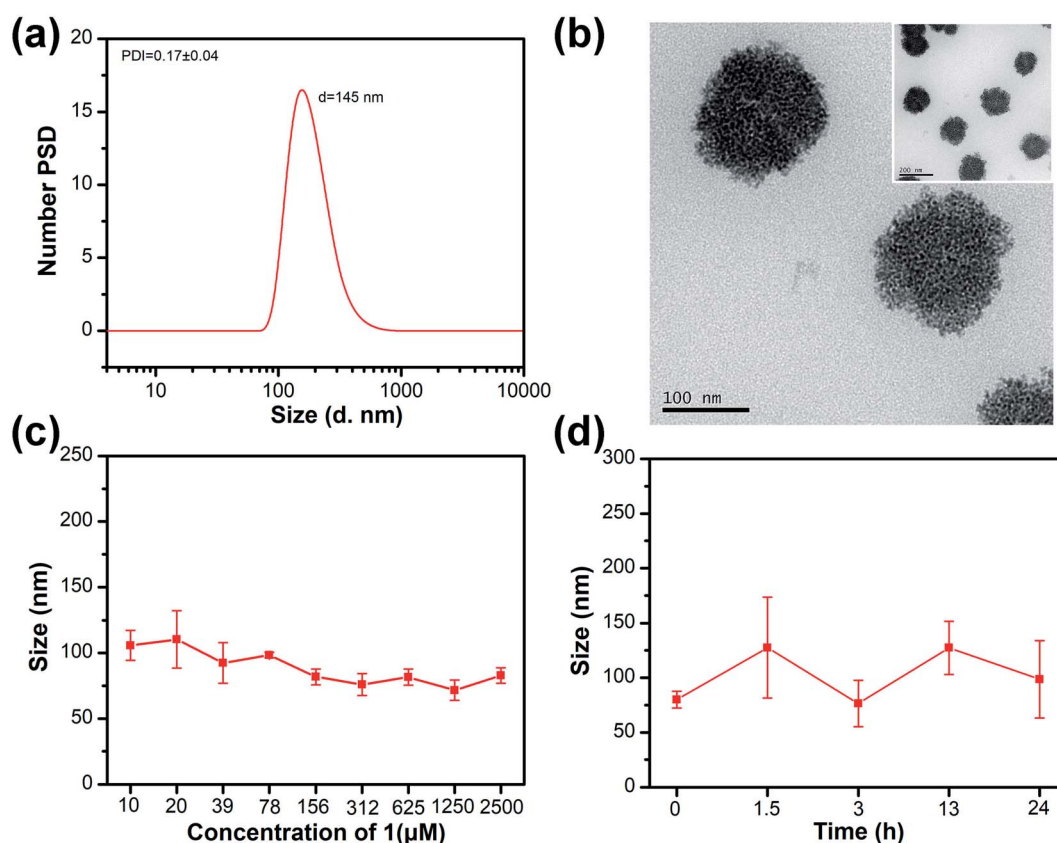 (a)
PDI=0.17±0.04
d=145 nm
Number PSD
20
15
10
5
0
10
100
1000
10000
Size (d. nm)
(b)
200 nm
100 nm
(c)
Size (nm)
250
200
150
100
50
0
10
20
39
78
156
312
625
1250
2500
Concentration of 1(µM)
(d)
Size (nm)
300
250
200
150
100
50
0
0
1.5
3
13
24
Time (h)